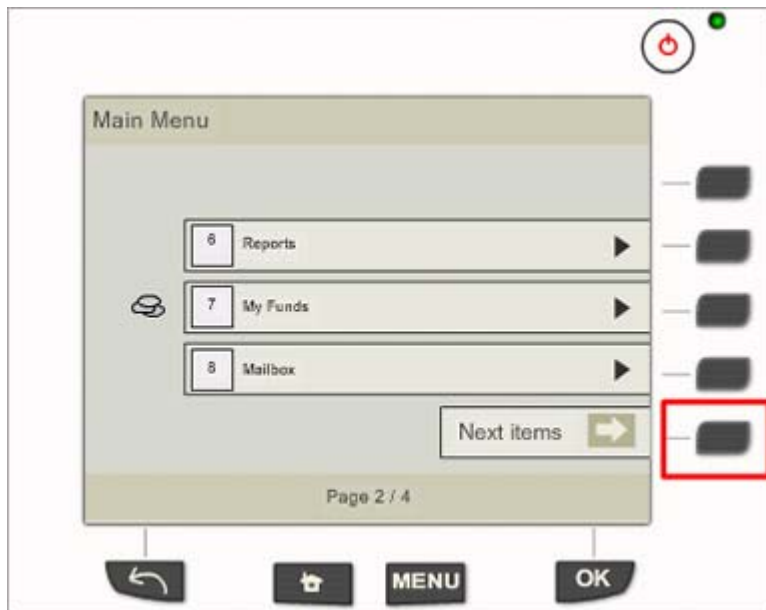 Main Menu
6 Reports
7 My Funds
8 Mailbox
Next items
Page 2 / 4
MENU
OK